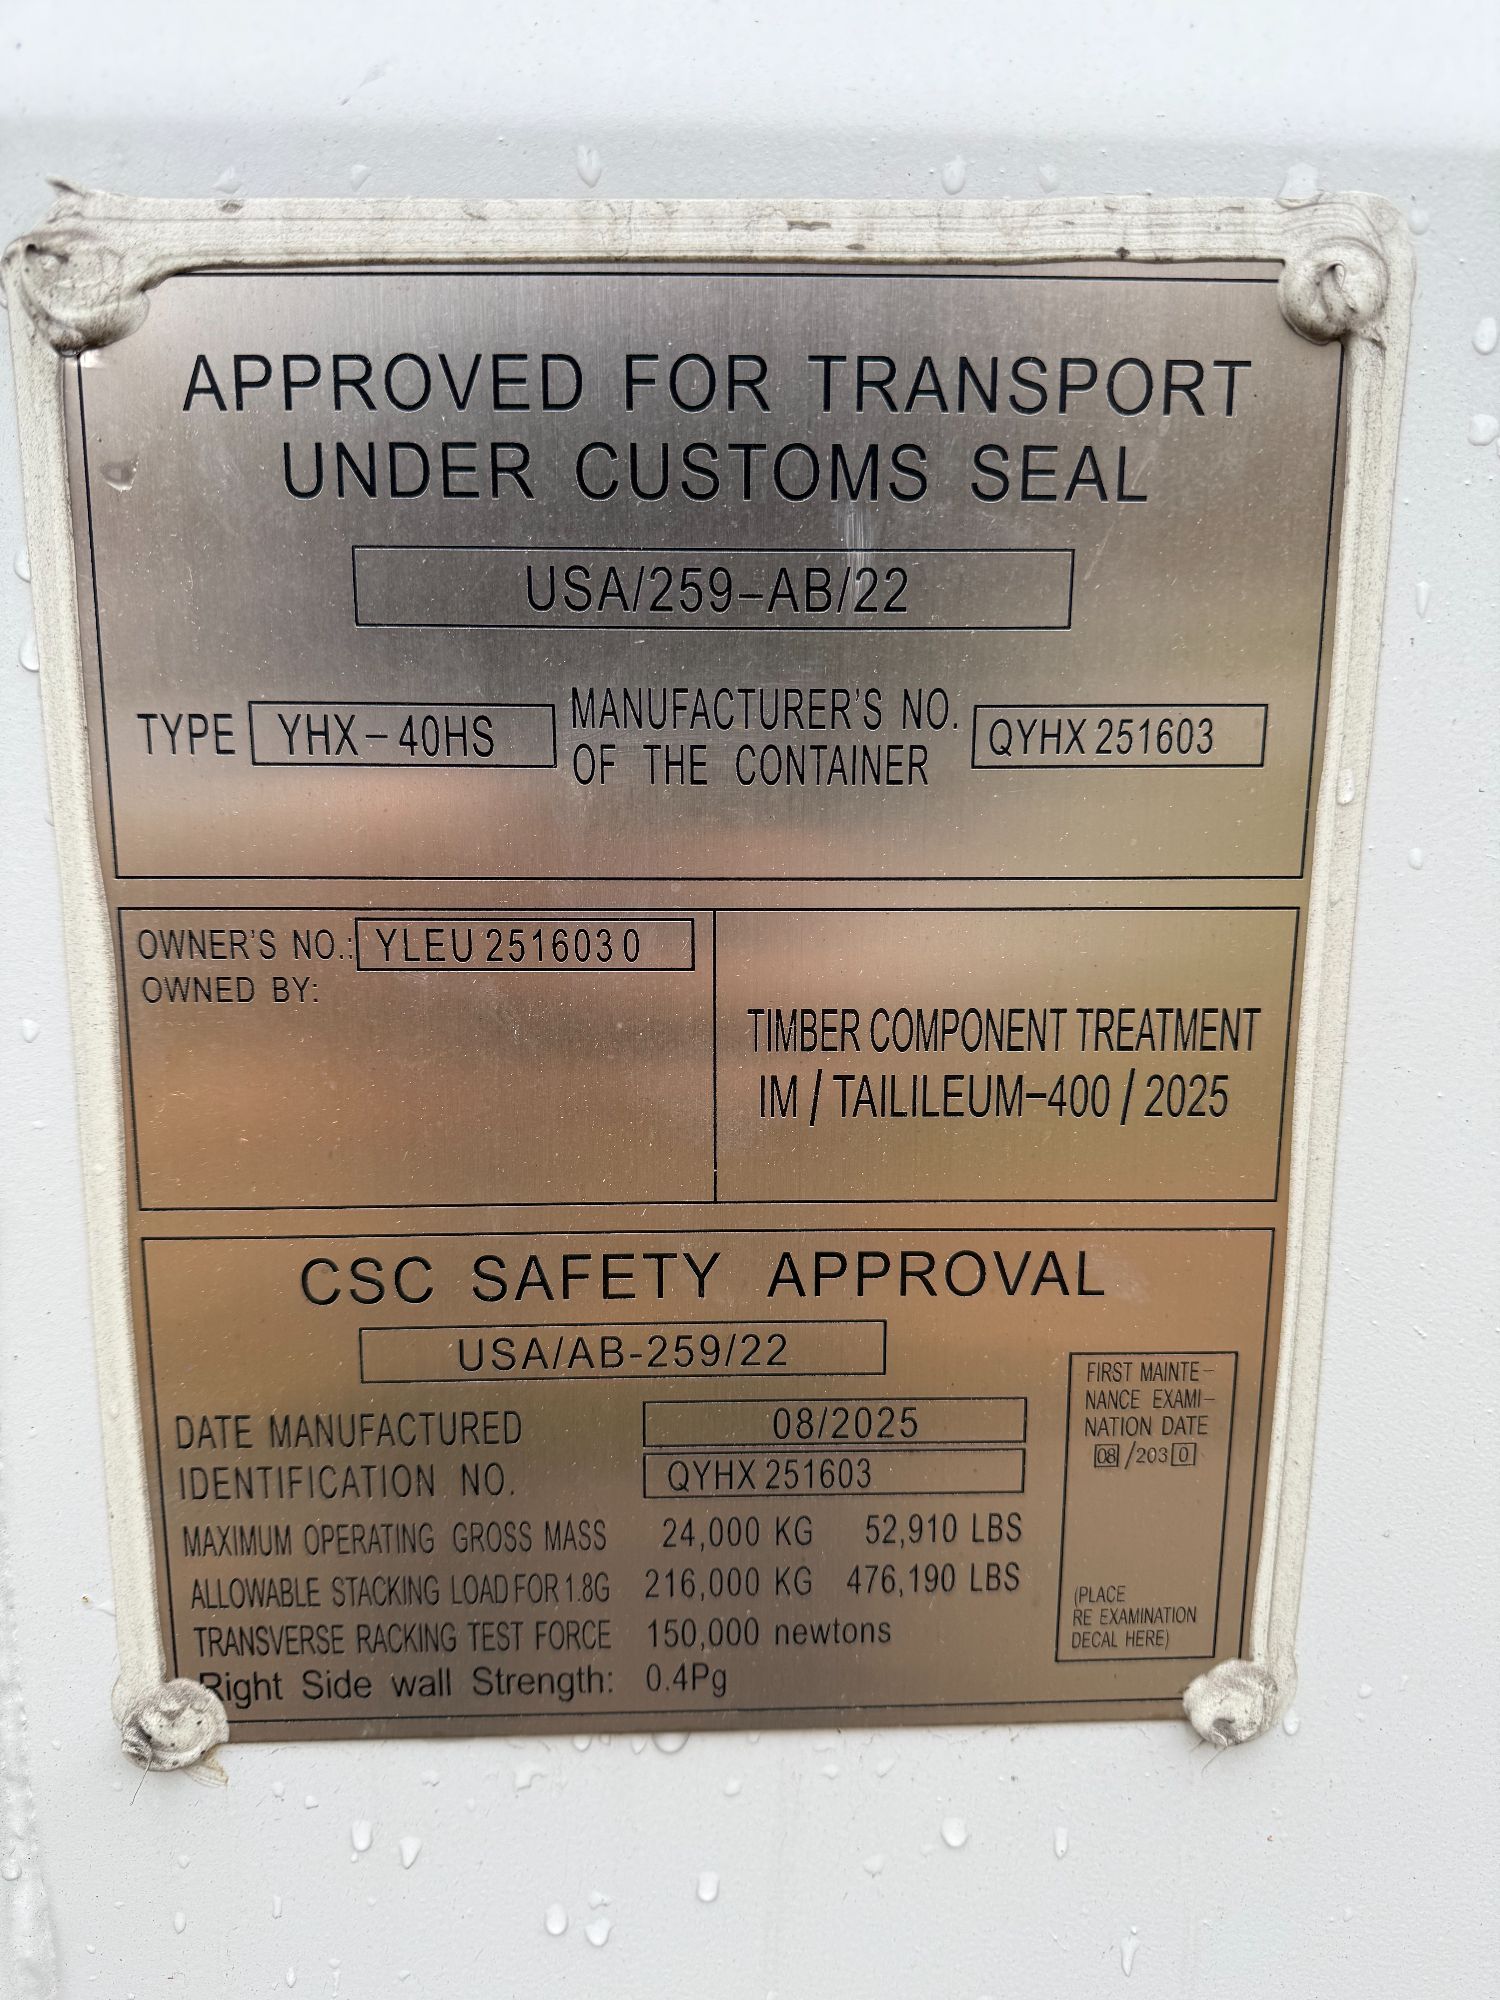 APPROVED FOR TRANSPORT
UNDER CUSTOMS SEAL
USA/259-AB/22
TYPE YHX-40HS MANUFACTURER'S NO. OF THE CONTAINER QYHX 251603
OWNER'S NO.: YLEU 251603 0
OWNED BY:
TIMBER COMPONENT TREATMENT
IM / TAILILEUM-400 / 2025
CSC SAFETY APPROVAL
USA/AB-259/22
DATE MANUFACTURED 08/2025
IDENTIFICATION NO. QYHX 251603
MAXIMUM OPERATING GROSS MASS 24,000 KG 52,910 LBS
ALLOWABLE STACKING LOAD FOR 1.8G 216,000 KG 476,190 LBS
TRANSVERSE RACKING TEST FORCE 150,000 newtons
Right Side wall Strength: 0.4Pg
FIRST MAINTE-
NANCE EXAMI-
NATION DATE
08/2030
(PLACE
RE EXAMINATION
DECAL HERE)